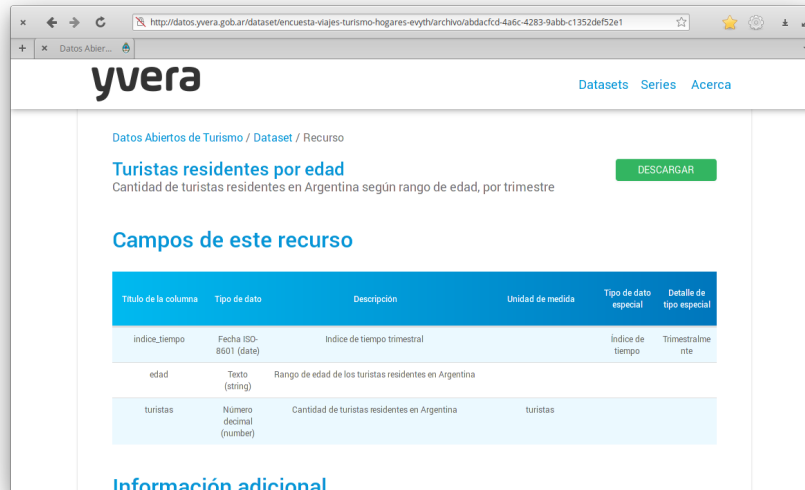 http://datos.yvera.gob.ar/dataset/encuesta-viajes-turismo-hogares-evyth/archivo/abdacfcd-4a6c-4283-9abb-c1352def52e1
Datos Abier...
yvera
Datasets Series Acerca
Datos Abiertos de Turismo / Dataset / Recurso
Turistas residentes por edad
DESCARGAR
Cantidad de turistas residentes en Argentina según rango de edad, por trimestre
Campos de este recurso
Título de la columna Tipo de dato Descripción Unidad de medida Tipo de dato especial Detalle de tipo especial
indice_tiempo Fecha ISO-8601 (date) Indice de tiempo trimestral Índice de tiempo Trimestralmente
edad Texto (string) Rango de edad de los turistas residentes en Argentina
turistas Número decimal (number) Cantidad de turistas residentes en Argentina turistas
Información adicional